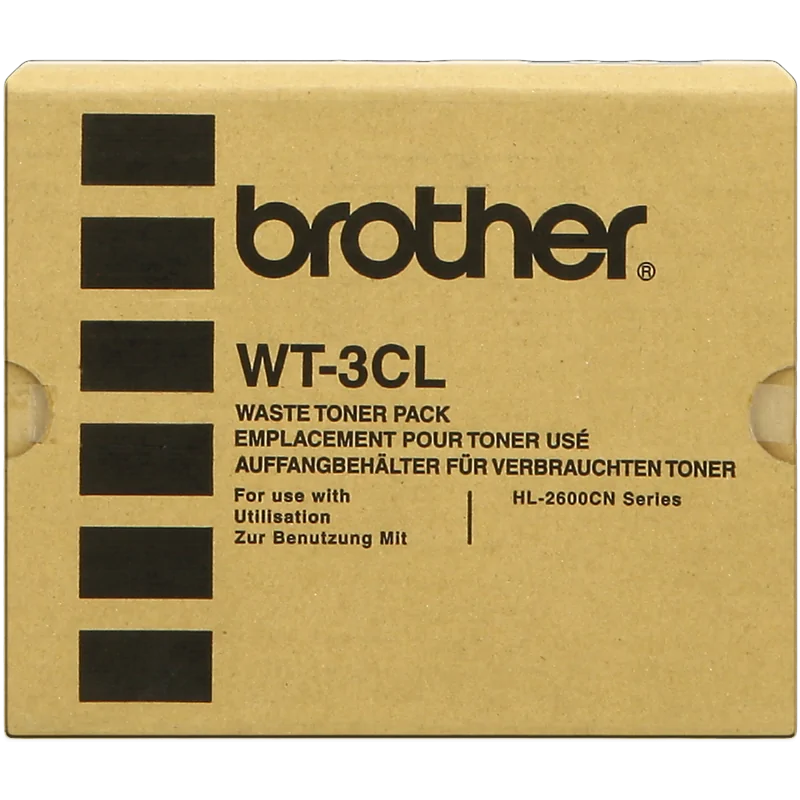 brother®
WT-3CL
WASTE TONER PACK
EMPLACEMENT POUR TONER USÉ
AUFFANGBEHÄLTER FÜR VERBRAUCHTEN TONER
For use with
Utilisation
Zur Benutzung Mit
HL-2600CN Series